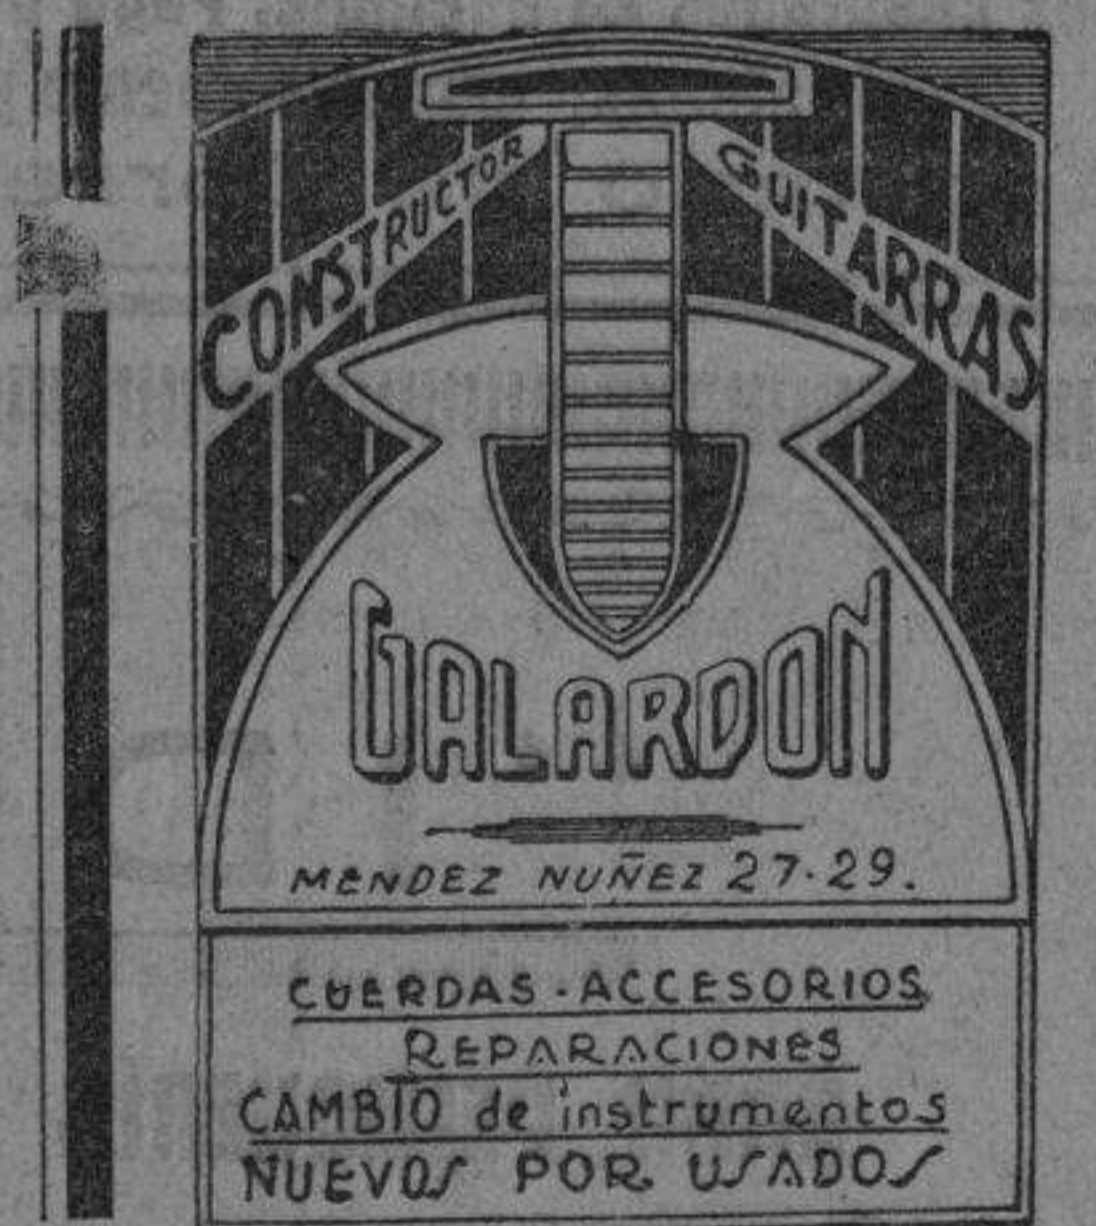 CONSTRUCTOR
GUITARRAS
GALARDON
MENDEZ NUÑEZ 27-29.
CUERDAS - ACCESORIOS
REPARACIONES
CAMBIO de instrumentos
NUEVOS POR USADOS